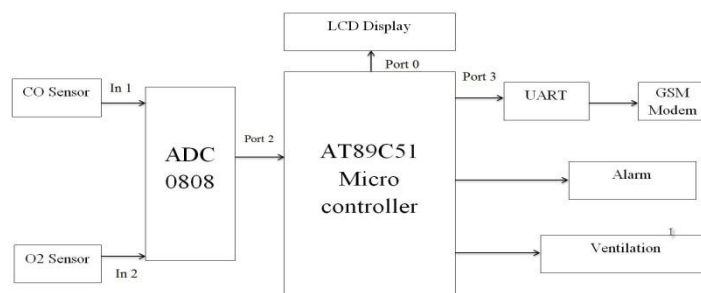 LCD Display
Port 0
Port 3
CO Sensor
In 1
UART
GSM
Modem
ADC
0808
Port 2
AT89C51
Micro
controller
Alarm
O2 Sensor
In 2
Ventilation
1